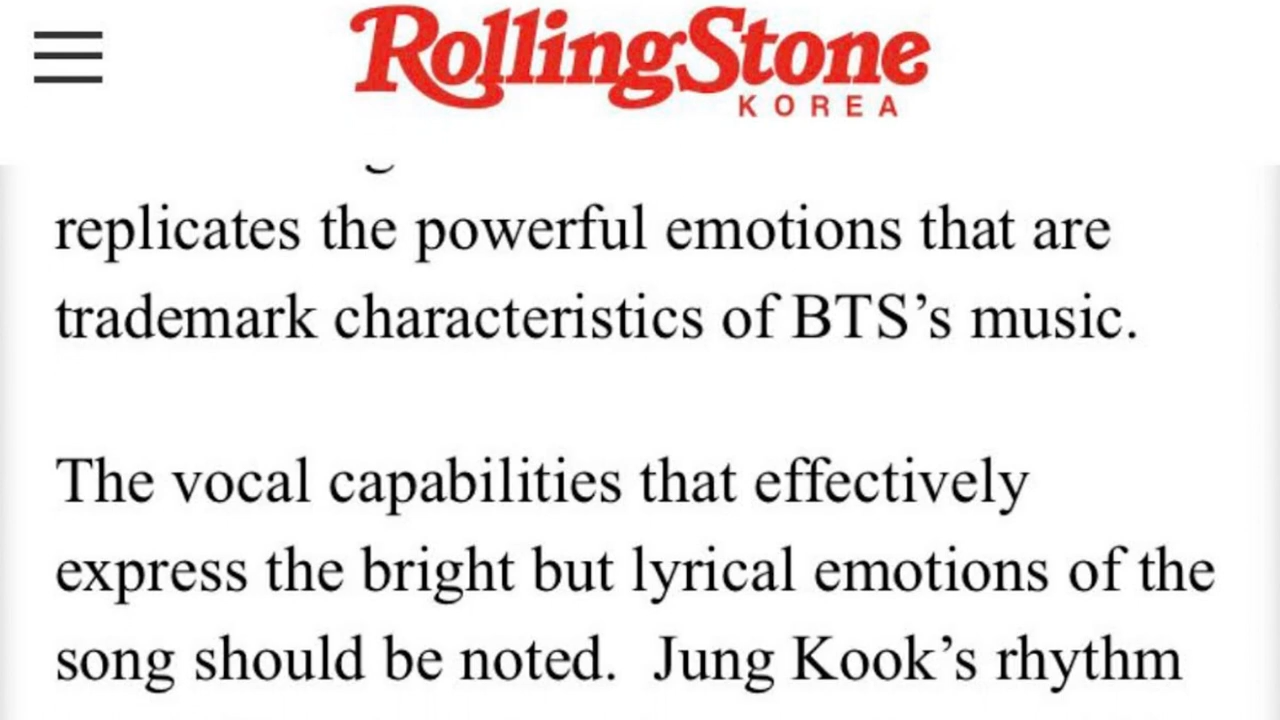 RollingStone
KOREA
replicates the powerful emotions that are
trademark characteristics of BTS’s music.
The vocal capabilities that effectively
express the bright but lyrical emotions of the
song should be noted.  Jung Kook’s rhythm